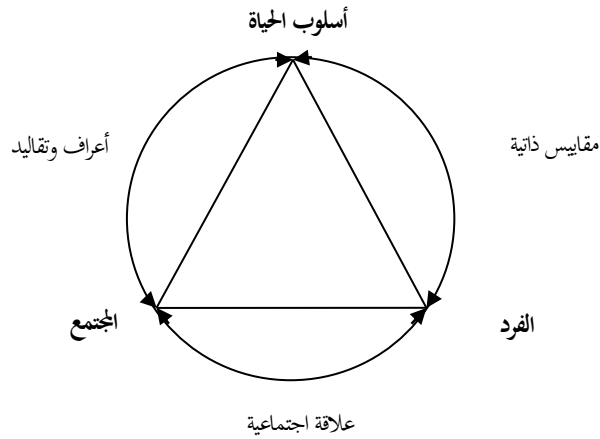 أسلوب الحياة
مقاييس ذاتية
أعراف وتقاليد
الفرد
المجتمع
علاقة اجتماعية